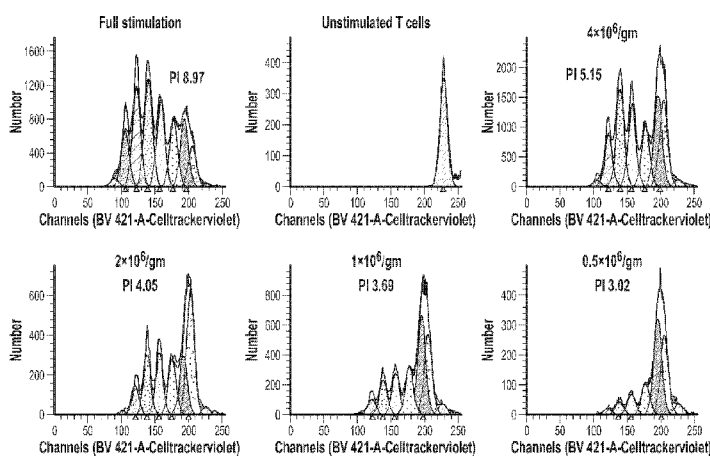 Full stimulation
Unstimulated T cells
4×10⁶/gm
PI 8.97
PI 5.15
Number
1600
1200
800
400
0
0 50 100 150 200 250
Channels (BV 421-A-Celltrackerviolet)
Number
400
300
200
100
0
0 50 100 150 200 250
Channels (BV 421-A-Celltrackerviolet)
Number
2000
1500
1000
500
0
0 50 100 150 200 250
Channels (BV 421-A-Celltrackerviolet)
2×10⁶/gm
PI 4.05
1×10⁶/gm
PI 3.69
0.5×10⁶/gm
PI 3.02
Number
600
400
200
0
0 50 100 150 200 250
Channels (BV 421-A-Celltrackerviolet)
Number
800
600
400
200
0
0 50 100 150 200 250
Channels (BV 421-A-Celltrackerviolet)
Number
400
300
200
100
0
0 50 100 150 200 250
Channels (BV 421-A-Celltrackerviolet)